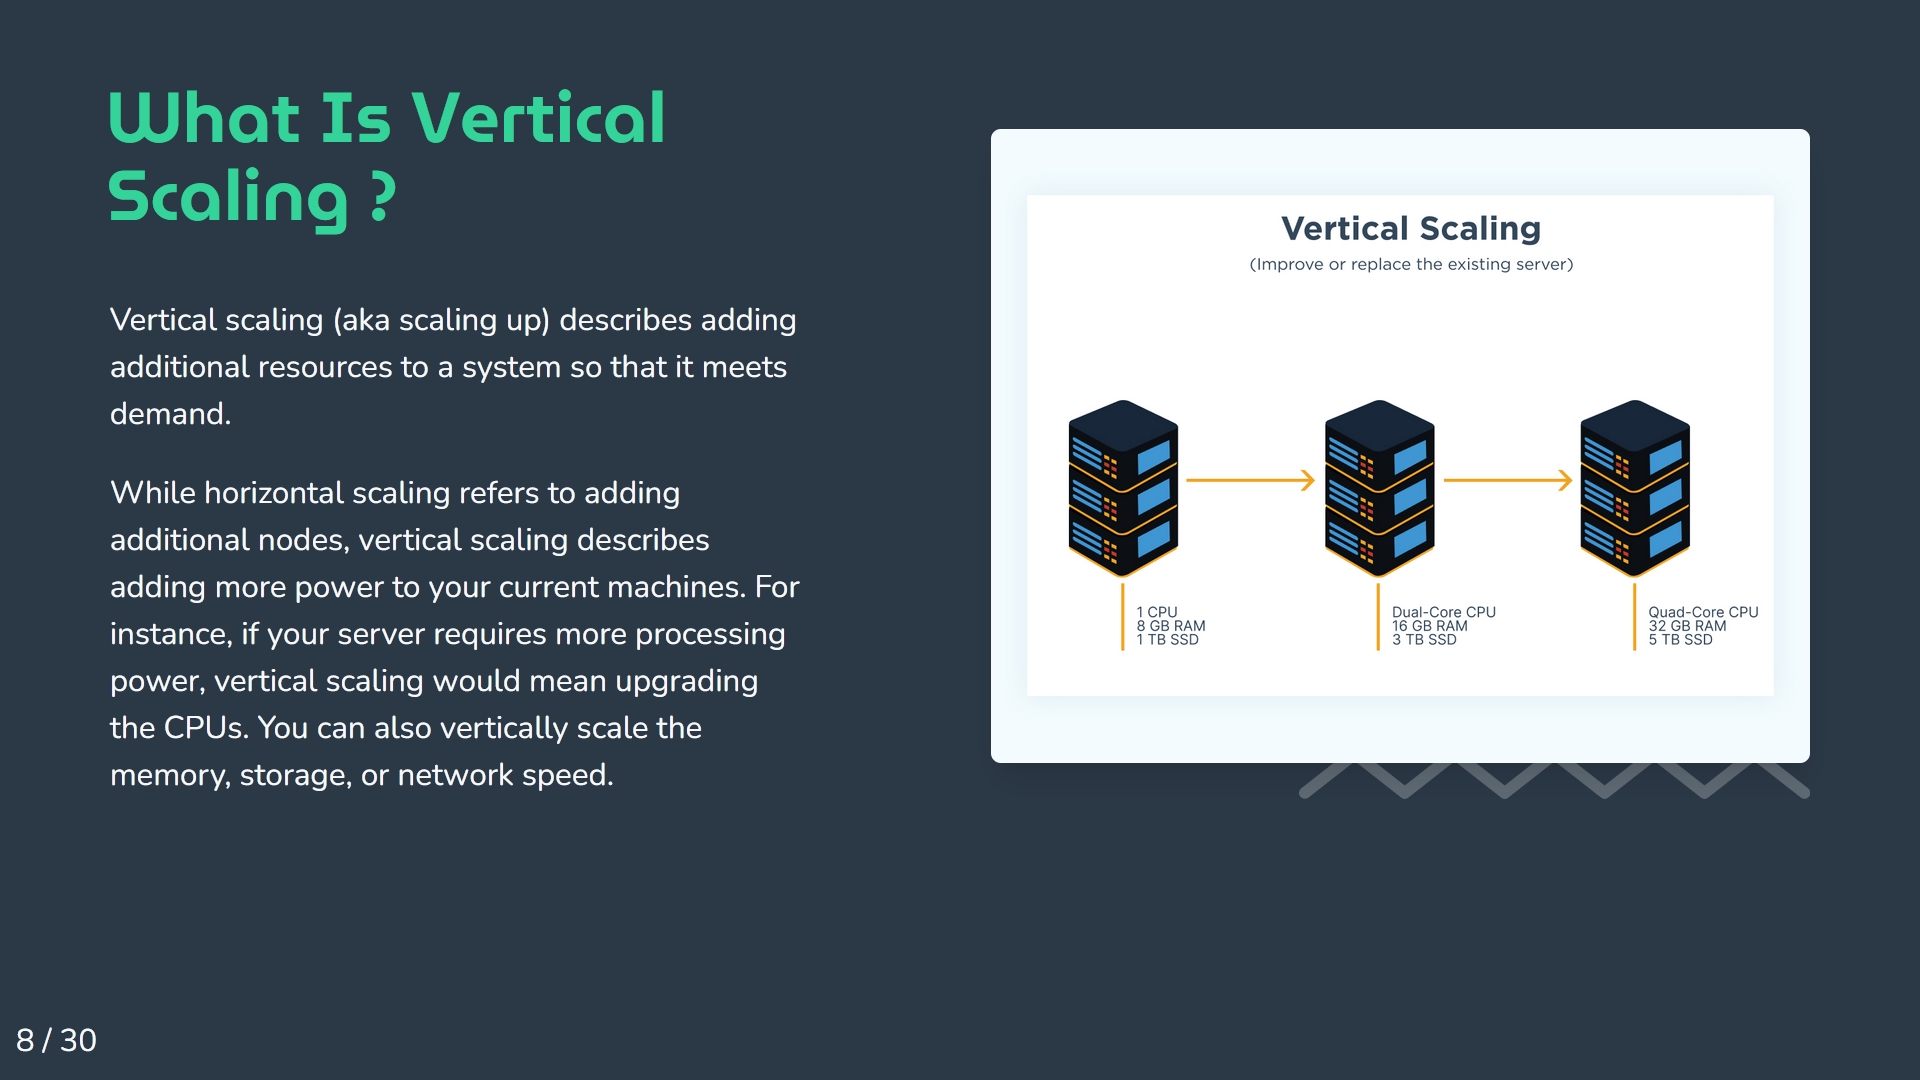 What Is Vertical
Scaling ?
Vertical scaling (aka scaling up) describes adding
additional resources to a system so that it meets
demand.
While horizontal scaling refers to adding
additional nodes, vertical scaling describes
adding more power to your current machines. For
instance, if your server requires more processing
power, vertical scaling would mean upgrading
the CPUs. You can also vertically scale the
memory, storage, or network speed.
Vertical Scaling
(Improve or replace the existing server)
1 CPU
8 GB RAM
1 TB SSD
Dual-Core CPU
16 GB RAM
3 TB SSD
Quad-Core CPU
32 GB RAM
5 TB SSD
8 / 30